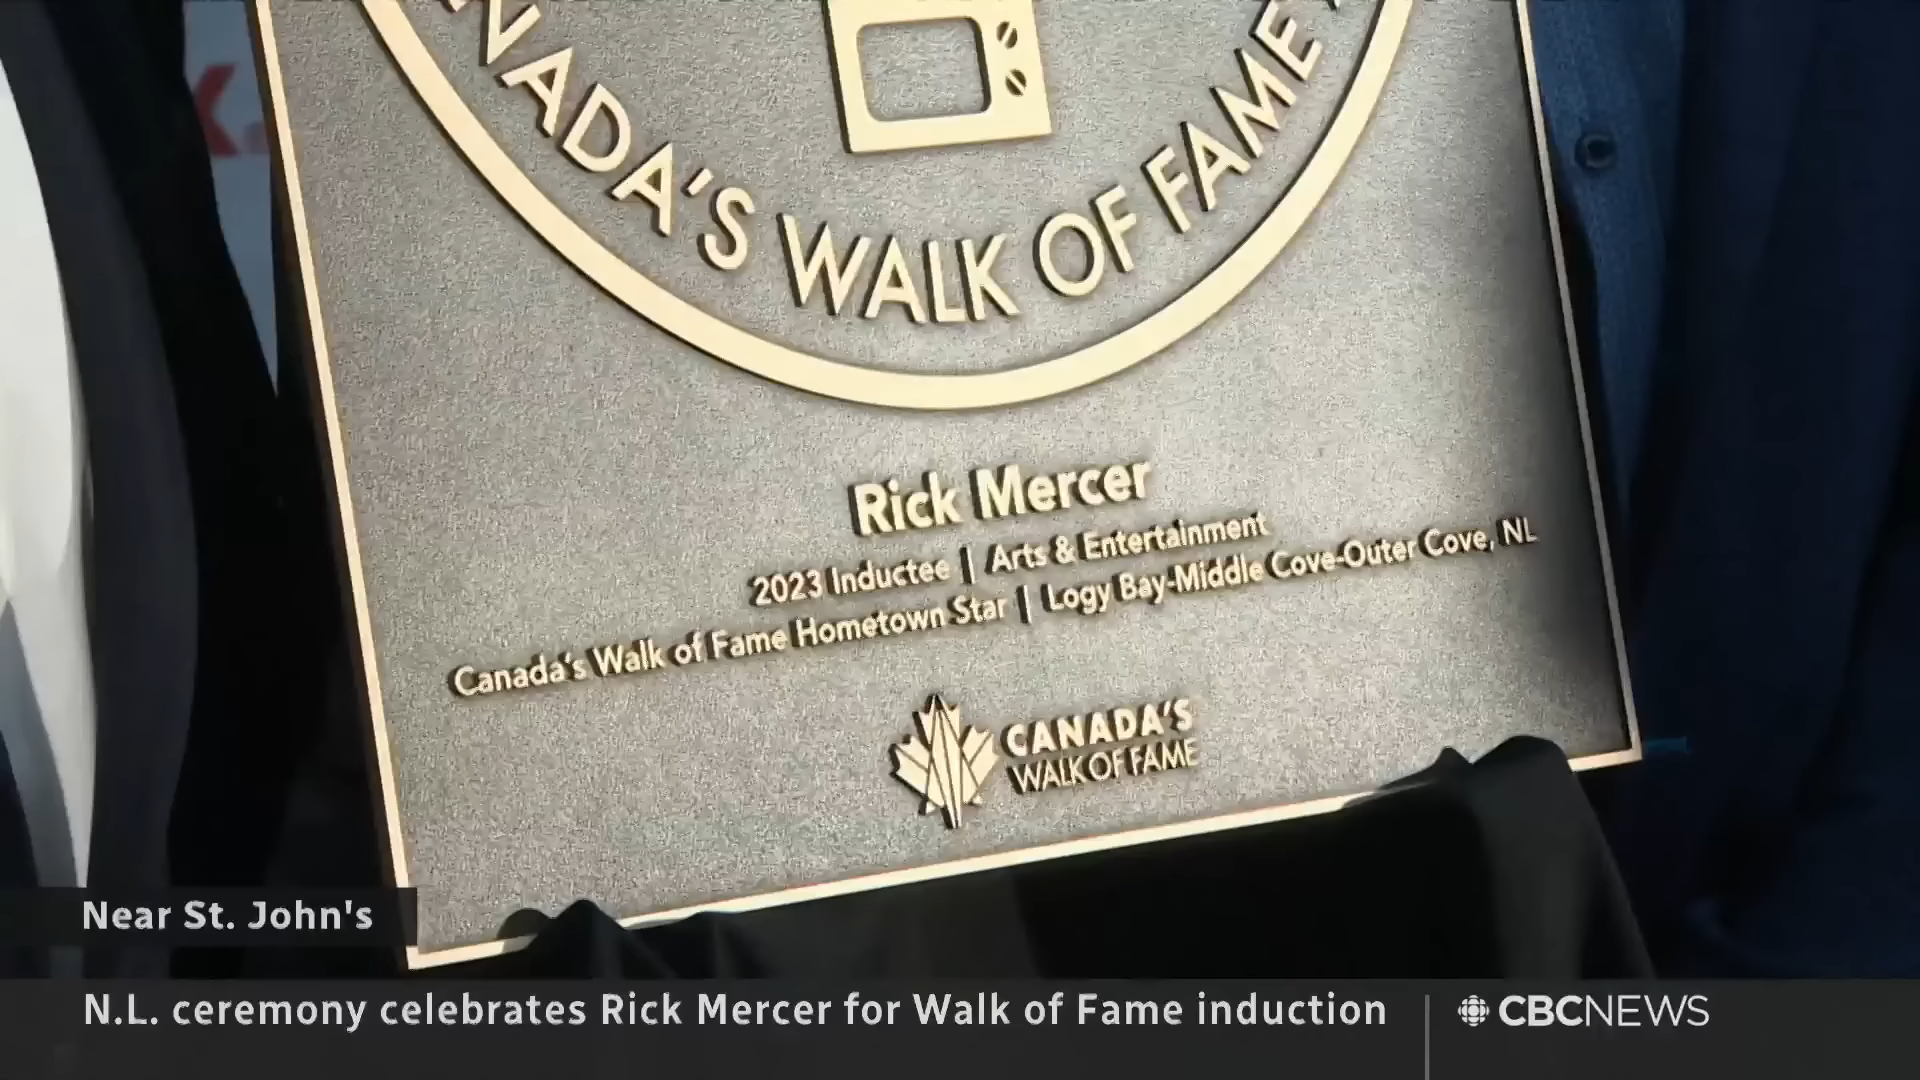 NADA'S WALK OF FAME
Rick Mercer
2023 Inductee | Arts & Entertainment
Canada's Walk of Fame Hometown Star | Logy Bay-Middle Cove-Outer Cove, NL
CANADA'S
WALK OF FAME
Near St. John's
N.L. ceremony celebrates Rick Mercer for Walk of Fame induction
CBCNEWS